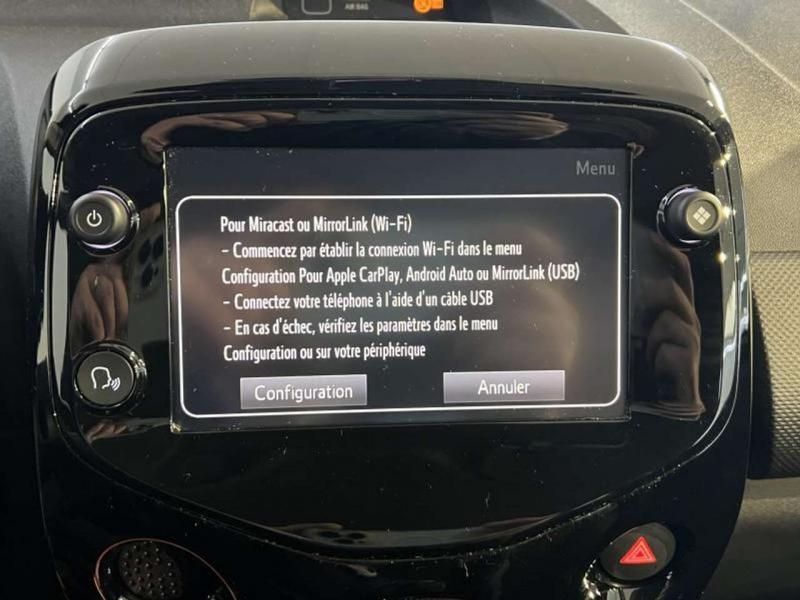 AIR BAG
Menu
Pour Miracast ou MirrorLink (Wi-Fi)
- Commencez par établir la connexion Wi-Fi dans le menu
Configuration Pour Apple CarPlay, Android Auto ou MirrorLink (USB)
- Connectez votre téléphone à l'aide d'un câble USB
- En cas d'échec, vérifiez les paramètres dans le menu
Configuration ou sur votre périphérique
Configuration
Annuler